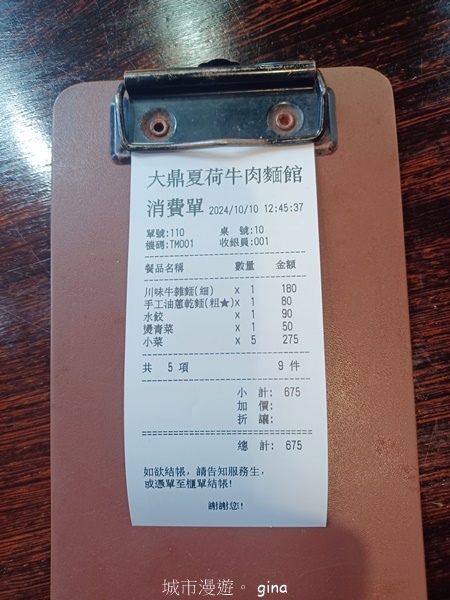 大鼎夏荷牛肉麵館
消費單 2024/10/10 12:45:37
單號:110 桌 號:10
機碼:TM001 收銀員:001
餐品名稱 數量 金額
川味牛雜麵(細) x 1 180
手工油蔥乾麵(粗★)x 1 80
水餃 x 1 90
燙青菜 x 1 50
小菜 x 5 275
共 5 項 9 件
小 計: 675
加 價:
折 讓:
總 計: 675
如欲結帳，請告知服務生，
或憑單至櫃單結帳!
謝謝您!
城市漫遊。 gina